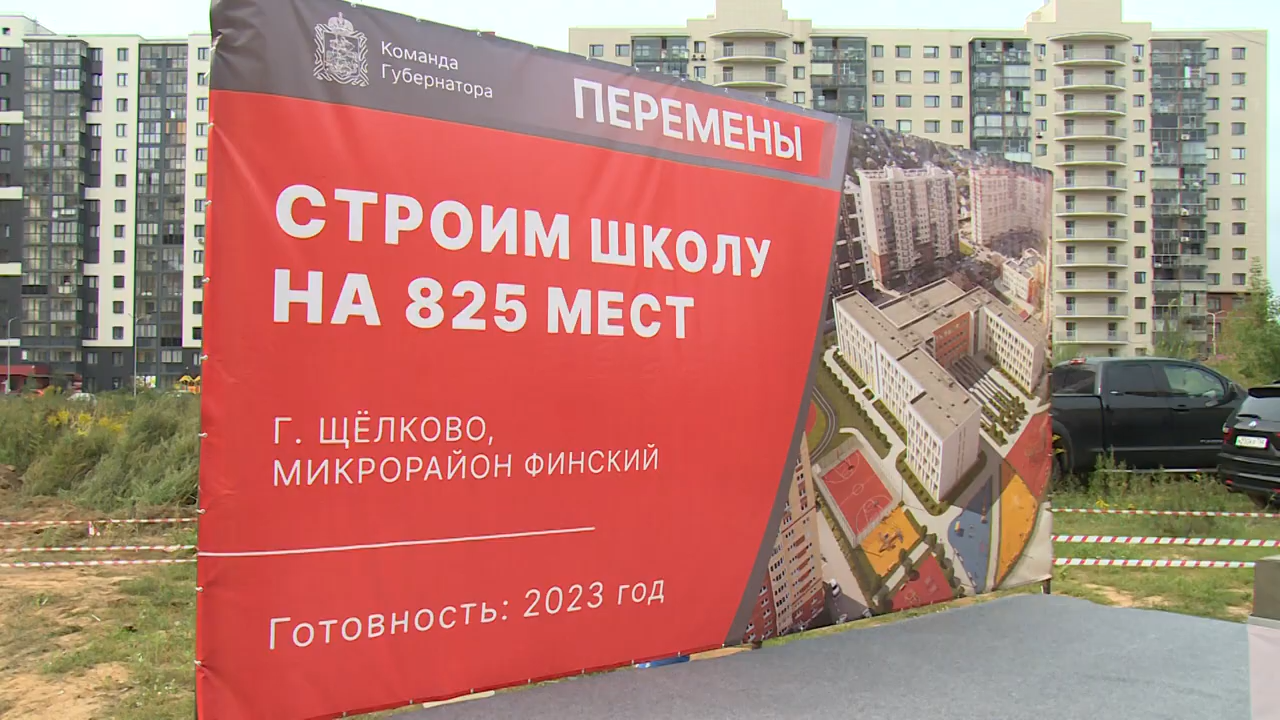 Команда
Губернатора
ПЕРЕМЕНЫ
СТРОИМ ШКОЛУ
НА 825 МЕСТ
Г. ЩЁЛКОВО,
МИКРОРАЙОН ФИНСКИЙ
Готовность: 2023 год